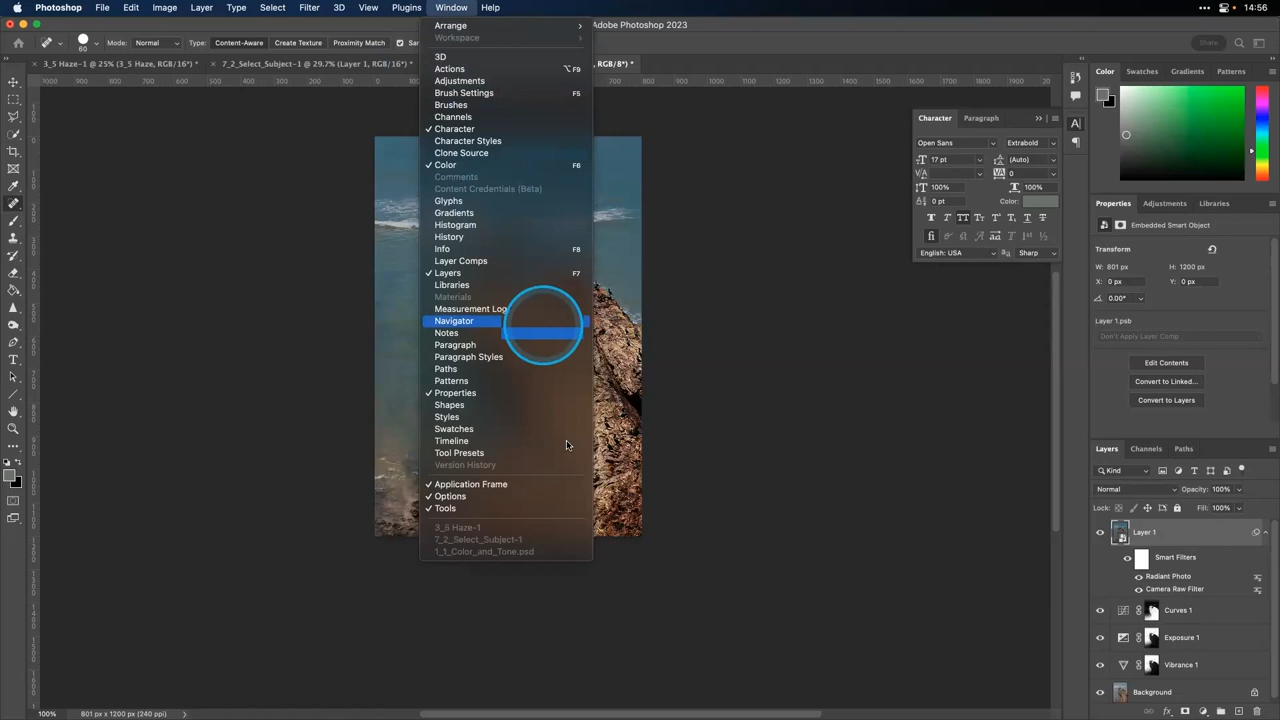 Photoshop File Edit Image Layer Type Select Filter 3D View Plugins Window Help 14:56
Adobe Photoshop 2023
60 Mode: Normal Type: Content-Aware Create Texture Proximity Match Share
3_5 Haze-1 @ 25% (3_5 Haze, RGB/16*) * 7_2_Select_Subject-1 @ 29.7% (Layer 1, RGB/16*) * RGB/8*) *
Arrange
Workspace
3D
Actions ⌥F9
Adjustments
Brush Settings F5
Brushes
Channels
Character
Character Styles
Clone Source
Color F6
Comments
Content Credentials (Beta)
Glyphs
Gradients
Histogram
History
Info F8
Layer Comps
Layers F7
Libraries
Materials
Measurement Log
Navigator
Notes
Paragraph
Paragraph Styles
Paths
Patterns
Properties
Shapes
Styles
Swatches
Timeline
Tool Presets
Version History
Application Frame
Options
Tools
3_5 Haze-1
7_2_Select_Subject-1
1_1_Color_and_Tone.psd
Character Paragraph
Open Sans Extrabold
17 pt (Auto)
0
100% 100%
0 pt Color:
English: USA Sharp
Color Swatches Gradients Patterns
Properties Adjustments Libraries
Embedded Smart Object
Transform
W: 801 px H: 1200 px
X: 0 px Y: 0 px
0.00°
Layer 1.psb
Don't Apply Layer Comp
Edit Contents
Convert to Linked...
Convert to Layers
Layers Channels Paths
Kind
Normal Opacity: 100%
Lock: Fill: 100%
Layer 1
Smart Filters
Radiant Photo
Camera Raw Filter
Curves 1
Exposure 1
Vibrance 1
Background
100% 801 px x 1200 px (240 ppi)